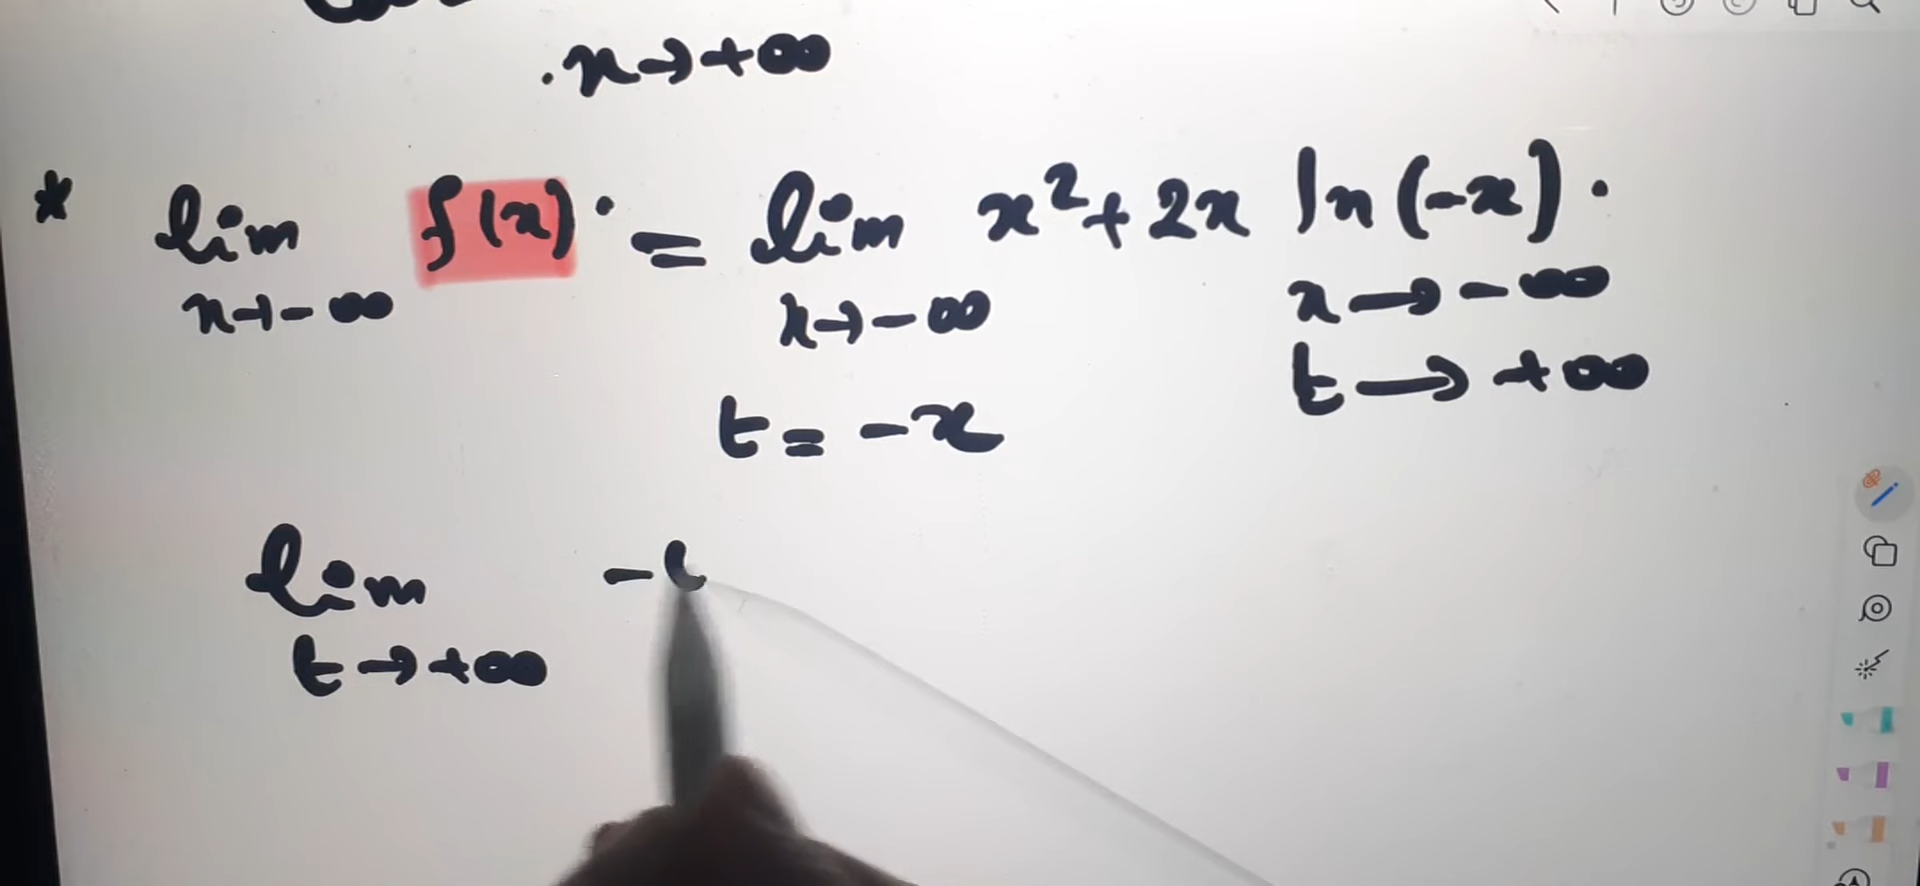 x→+∞
* lim f(x) = lim x²+2x ln(-x).
x→-∞ x→-∞ x→-∞
t→+∞
t=-x
lim -
t→+∞